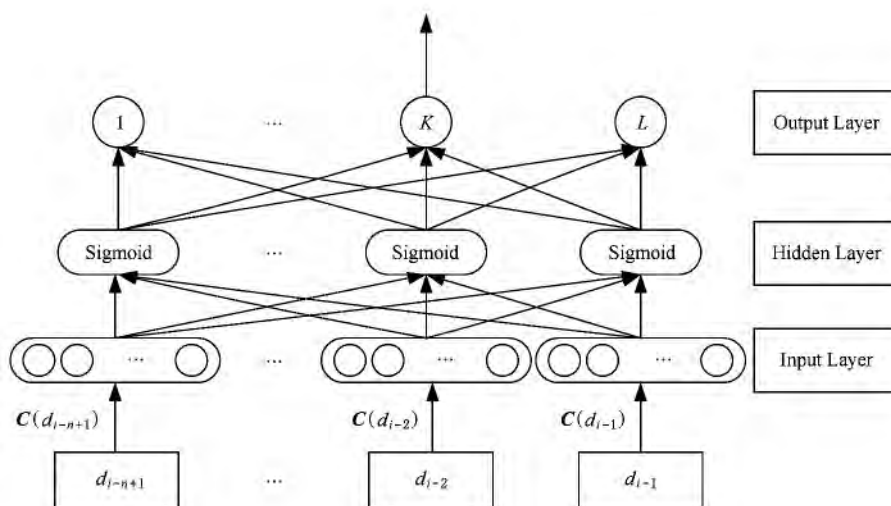 1 ... K L Output Layer
Sigmoid ... Sigmoid Sigmoid Hidden Layer
... ... ... ... Input Layer
C(d_{i-n+1}) C(d_{i-2}) C(d_{i-1})
d_{i-n+1} ... d_{i-2} d_{i-1}